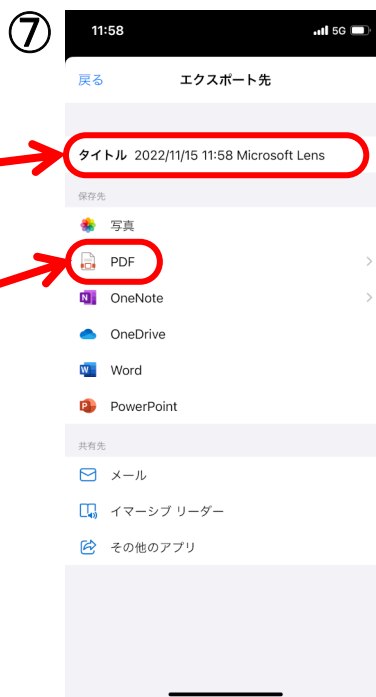 ⑦
11:58 5G
戻る エクスポート先
タイトル 2022/11/15 11:58 Microsoft Lens
保存先
写真
PDF
N OneNote
OneDrive
W Word
P PowerPoint
共有先
メール
イマーシブ リーダー
その他のアプリ